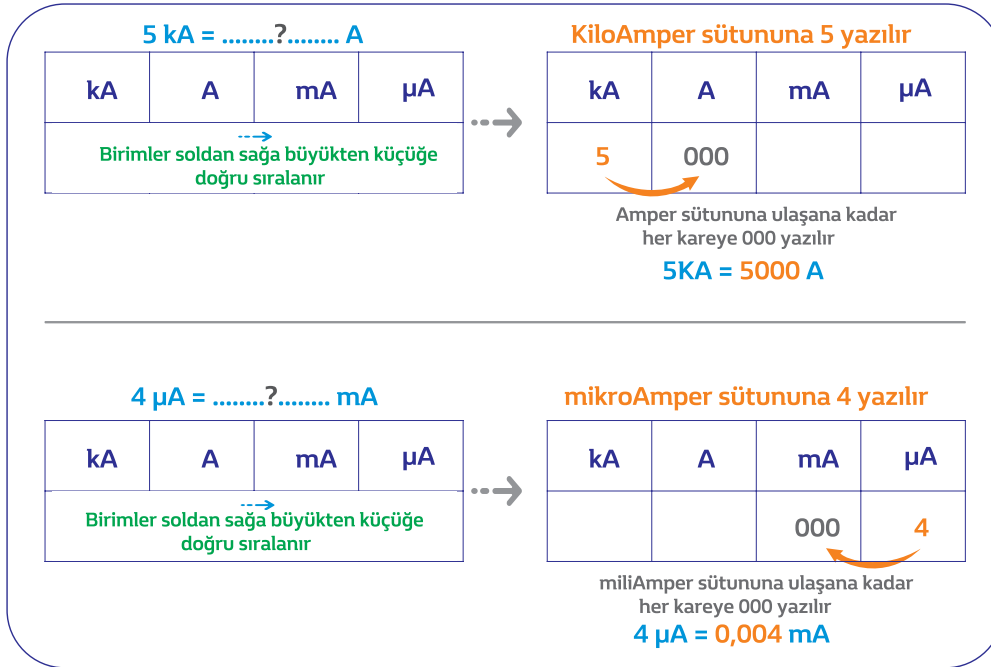 5 kA = ........?........ A
kA A mA µA
Birimler soldan sağa büyükten küçüğe
doğru sıralanır
KiloAmper sütununa 5 yazılır
kA A mA µA
5 000
Amper sütununa ulaşana kadar
her kareye 000 yazılır
5KA = 5000 A
4 µA = ........?........ mA
kA A mA µA
Birimler soldan sağa büyükten küçüğe
doğru sıralanır
mikroAmper sütununa 4 yazılır
kA A mA µA
000 4
miliAmper sütununa ulaşana kadar
her kareye 000 yazılır
4 µA = 0,004 mA